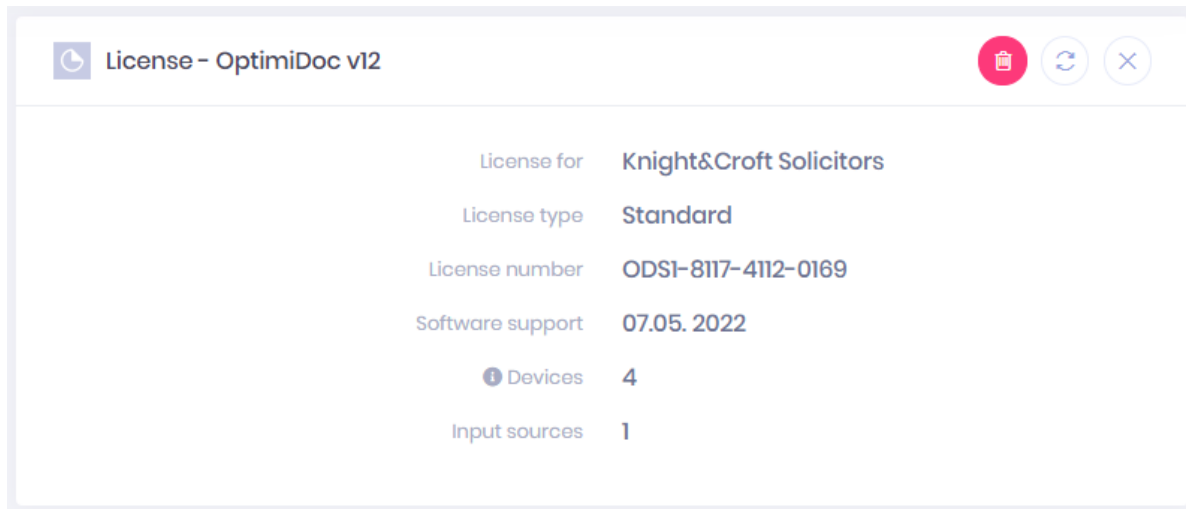 License - OptimiDoc v12
License for Knight&Croft Solicitors
License type Standard
License number ODS1-8117-4112-0169
Software support 07.05. 2022
Devices 4
Input sources 1